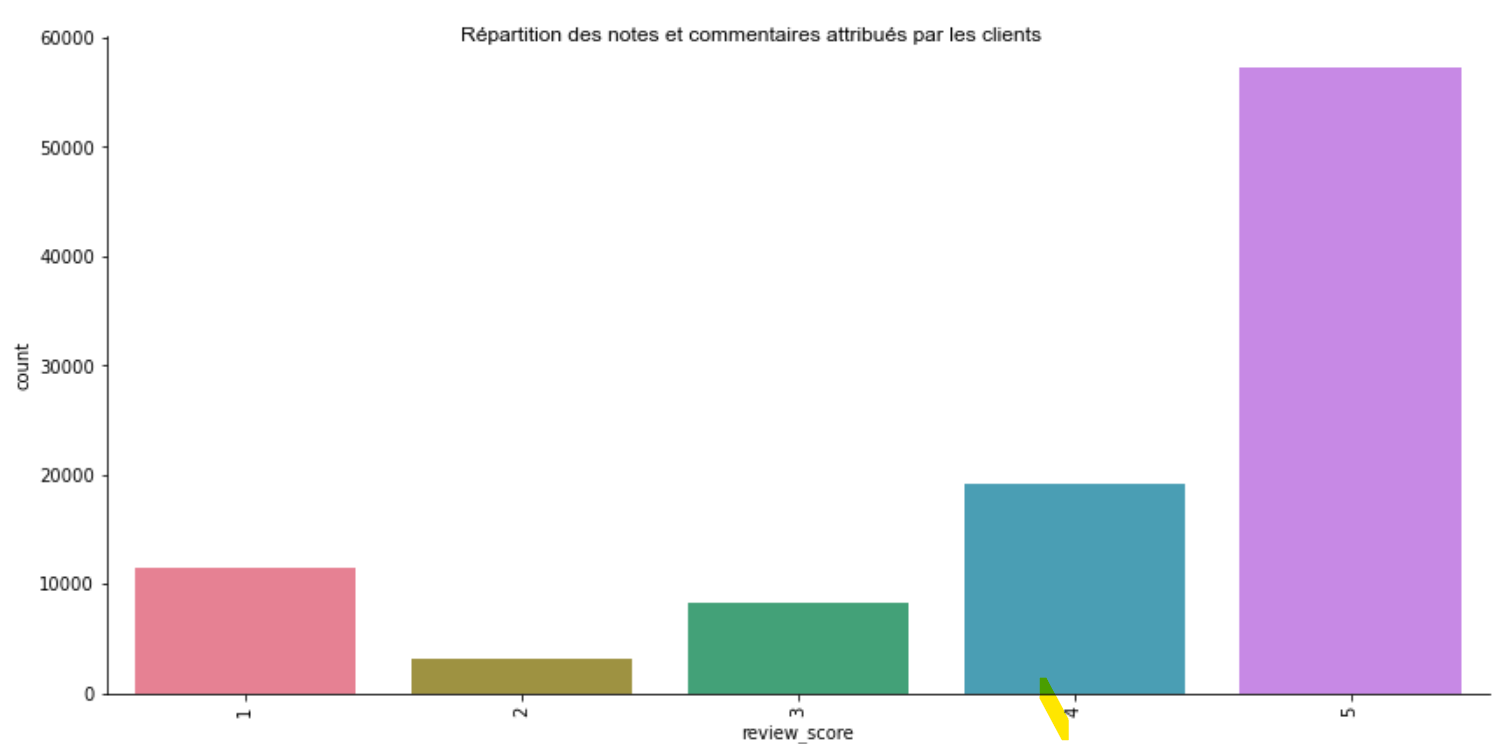 Répartition des notes et commentaires attribués par les clients
60000
50000
40000
30000
20000
10000
0
count
1 2 3 4 5
review_score